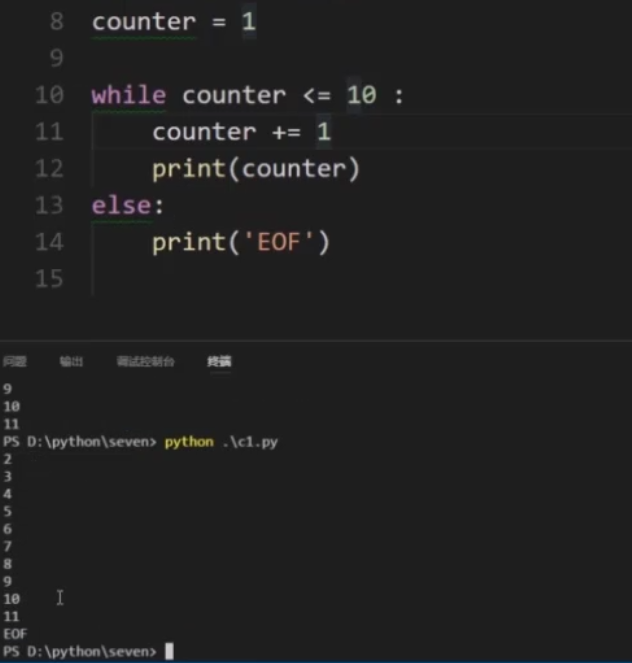 8 counter = 1
9
10 while counter <= 10 :
11     counter += 1
12     print(counter)
13 else:
14     print('EOF')
15
问题 输出 调试控制台 终端
9
10
11
PS D:\python\seven> python .\c1.py
2
3
4
5
6
7
8
9
10
11
EOF
PS D:\python\seven>